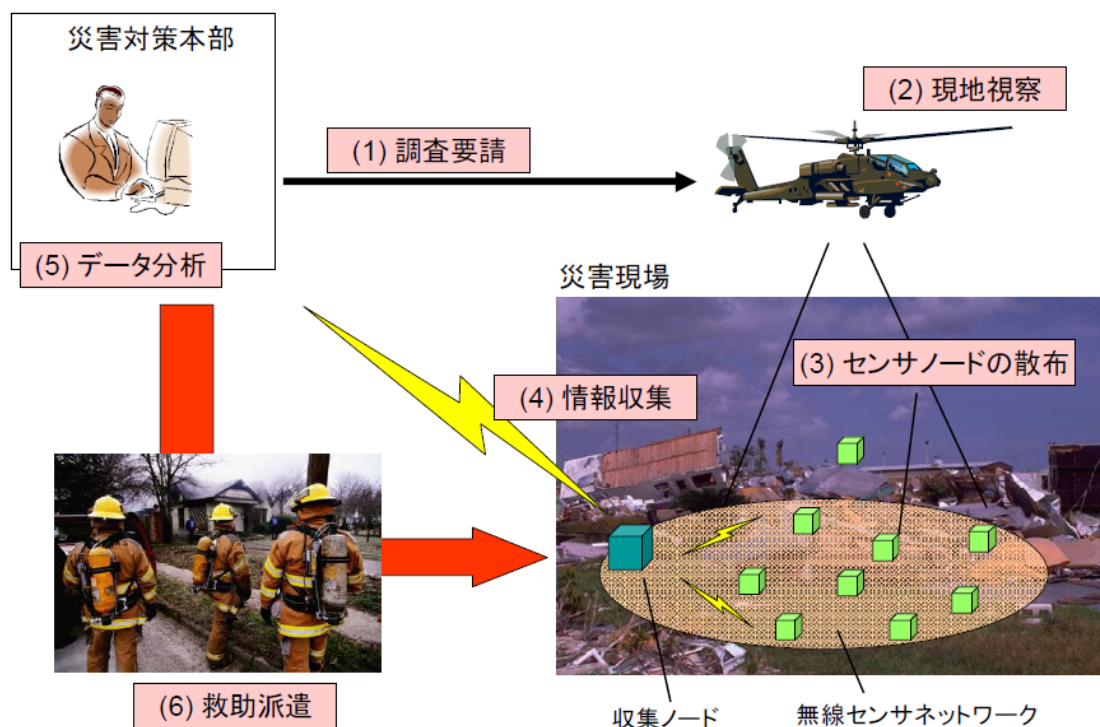 災害対策本部
(1) 調査要請
(2) 現地視察
(5) データ分析
災害現場
(3) センサノードの散布
(4) 情報収集
(6) 救助派遣
収集ノード
無線センサネットワーク